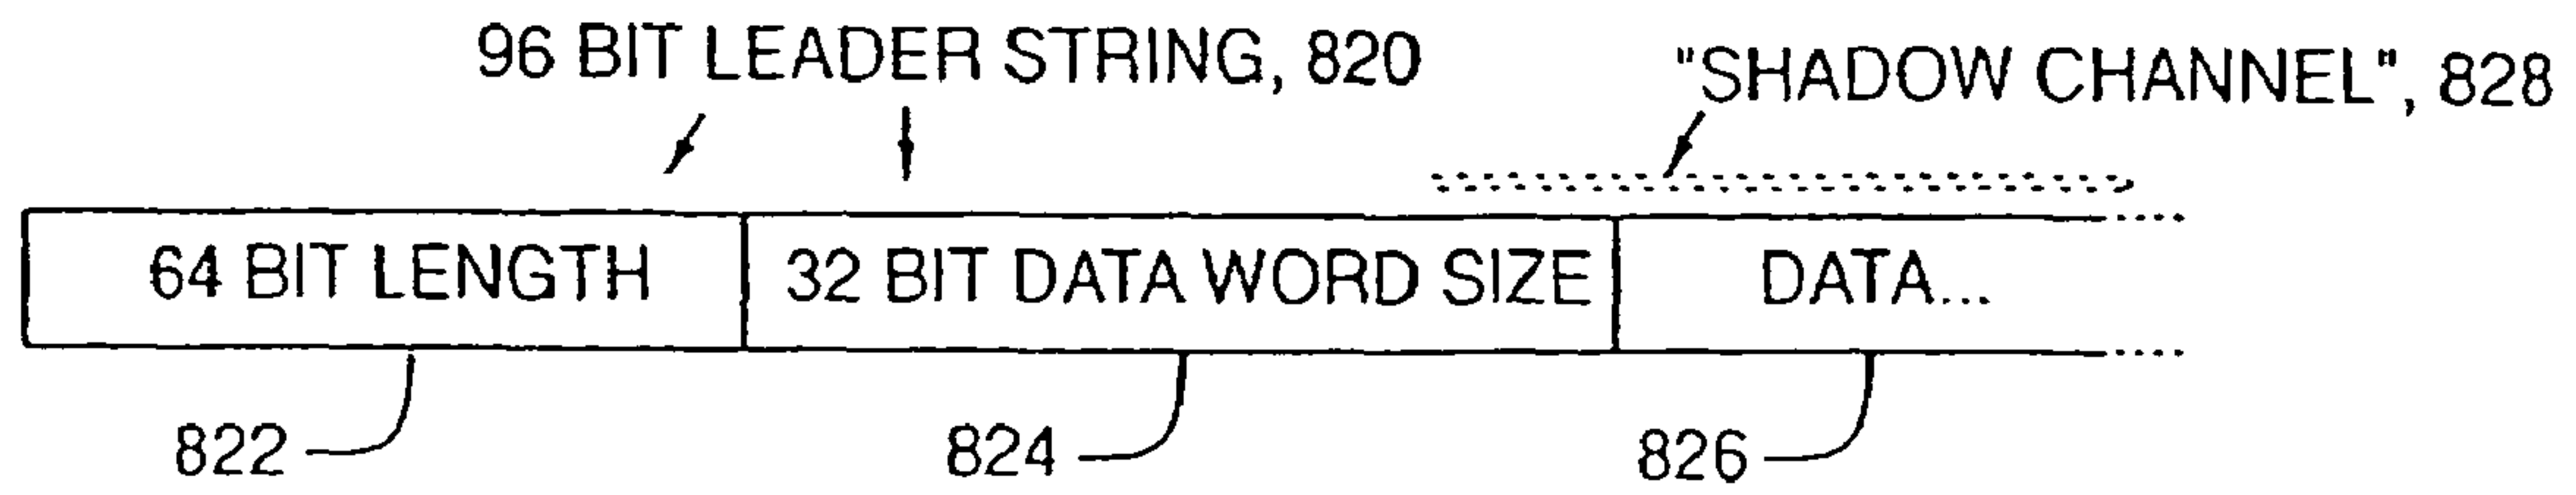 96 BIT LEADER STRING, 820
"SHADOW CHANNEL", 828
64 BIT LENGTH
32 BIT DATA WORD SIZE
DATA...
822
824
826